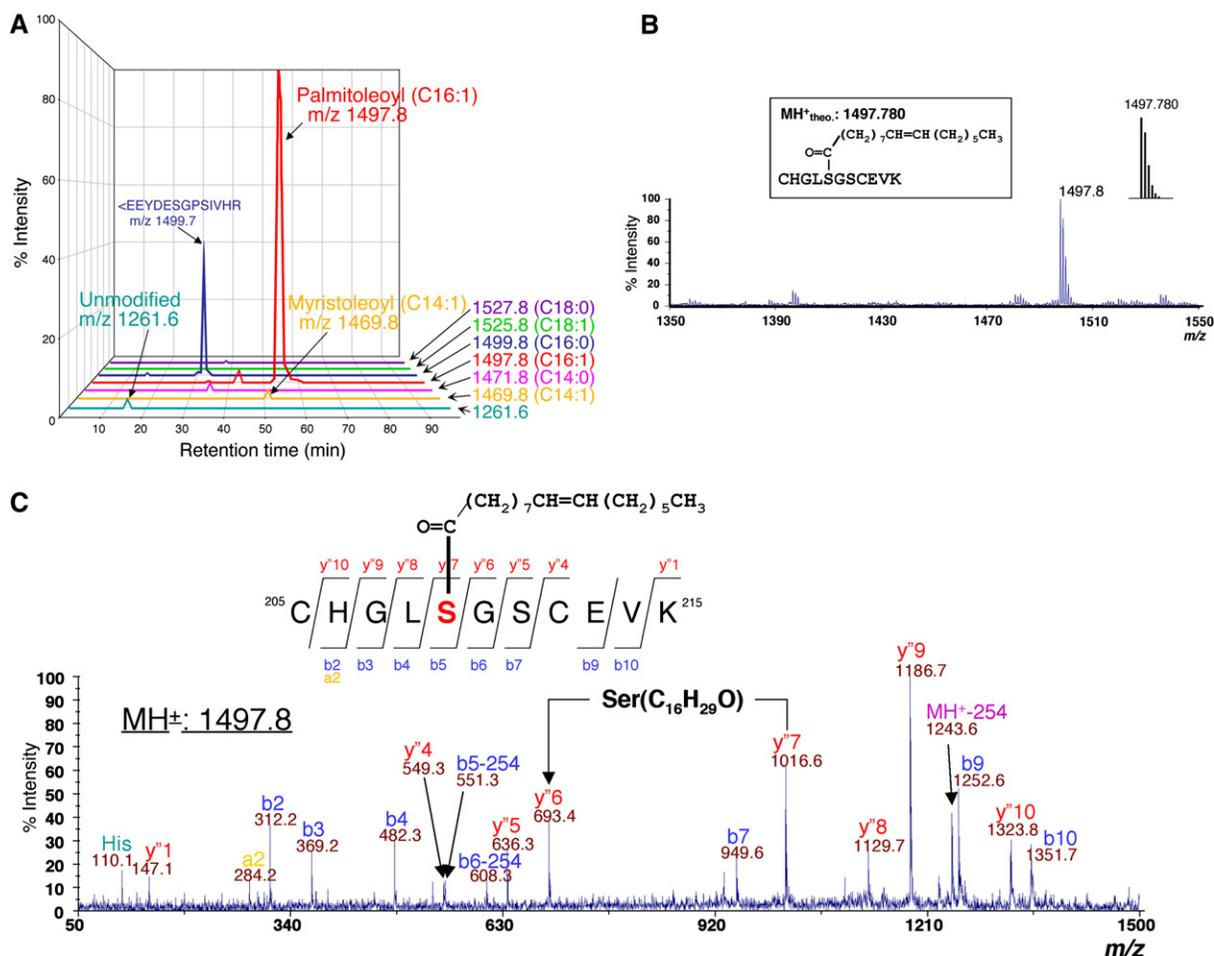 A
100
80
60
40
20
0
% Intensity
Palmitoleoyl (C16:1)
m/z 1497.8
<EEYDESGPSIVHR
m/z 1499.7
Unmodified
m/z 1261.6
Myristoleoyl (C14:1)
m/z 1469.8
1527.8 (C18:0)
1525.8 (C18:1)
1499.8 (C16:0)
1497.8 (C16:1)
1471.8 (C14:0)
1469.8 (C14:1)
1261.6
10 20 30 40 50 60 70 80 90
Retention time (min)
B
MH+theo.: 1497.780
(CH2)7CH=CH(CH2)5CH3
O=C
CHGLSGSCEVK
1497.780
1497.8
100
80
60
40
20
0
% Intensity
1350 1390 1430 1470 1510 1550
m/z
C
(CH2)7CH=CH(CH2)5CH3
O=C
y"10 y"9 y"8 y"7 y"6 y"5 y"4 y"1
205 C H G L S G S C E V K 215
b2 b3 b4 b5 b6 b7 b9 b10
a2
MH+: 1497.8
Ser(C16H29O)
100
90
80
70
60
50
40
30
20
10
0
% Intensity
His
110.1
y"1
147.1
a2
284.2
b2
312.2
b3
369.2
b4
482.3
y"4
549.3
b5-254
551.3
b6-254
608.3
y"5
636.3
y"6
693.4
b7
949.6
y"7
1016.6
y"8
1129.7
y"9
1186.7
MH+-254
1243.6
b9
1252.6
y"10
1323.8
b10
1351.7
50 340 630 920 1210 1500
m/z